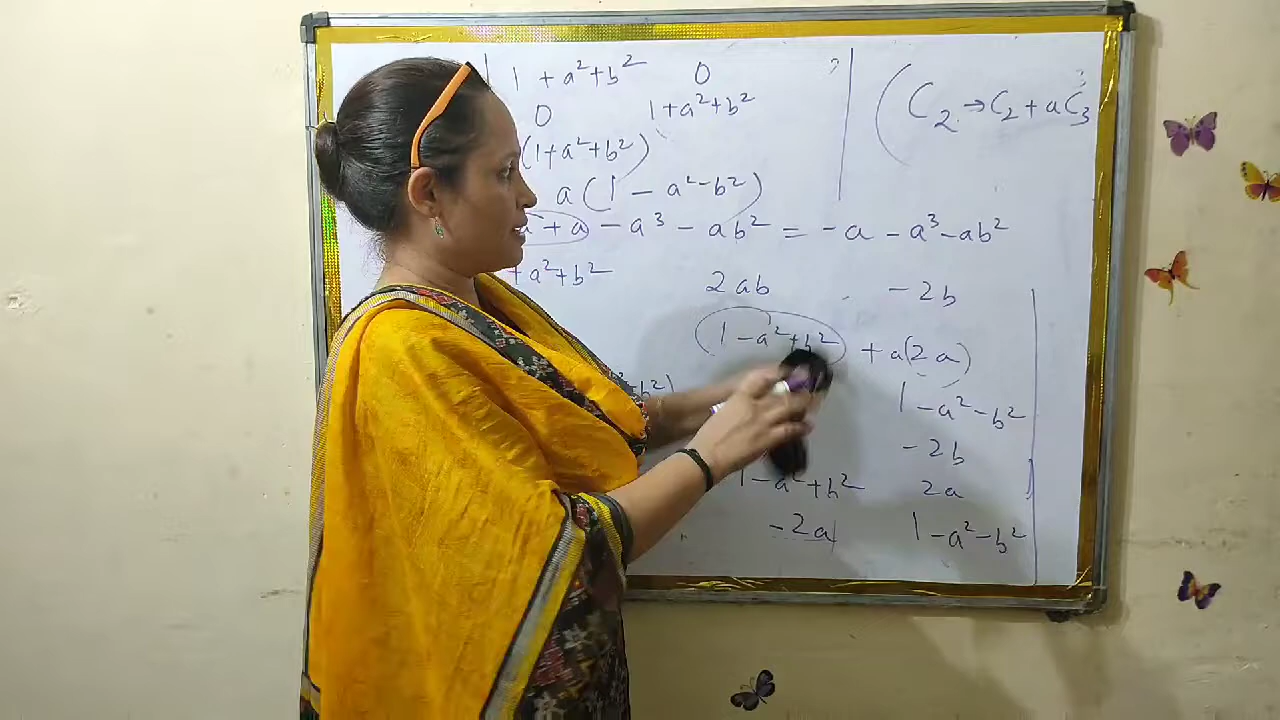 1 + a² + b² 0
C₂ → C₂ + aC₃
0 1 + a² + b²
(1 + a² + b²)
a(1 - a² - b²)
a + a - a³ - ab² = -a - a³ - ab²
+ a² + b² 2ab - 2b
1 - a² + b² + a(2a)
b²) 1 - a² - b²
- 2b
1 - a² + b² 2a
- 2a 1 - a² - b²